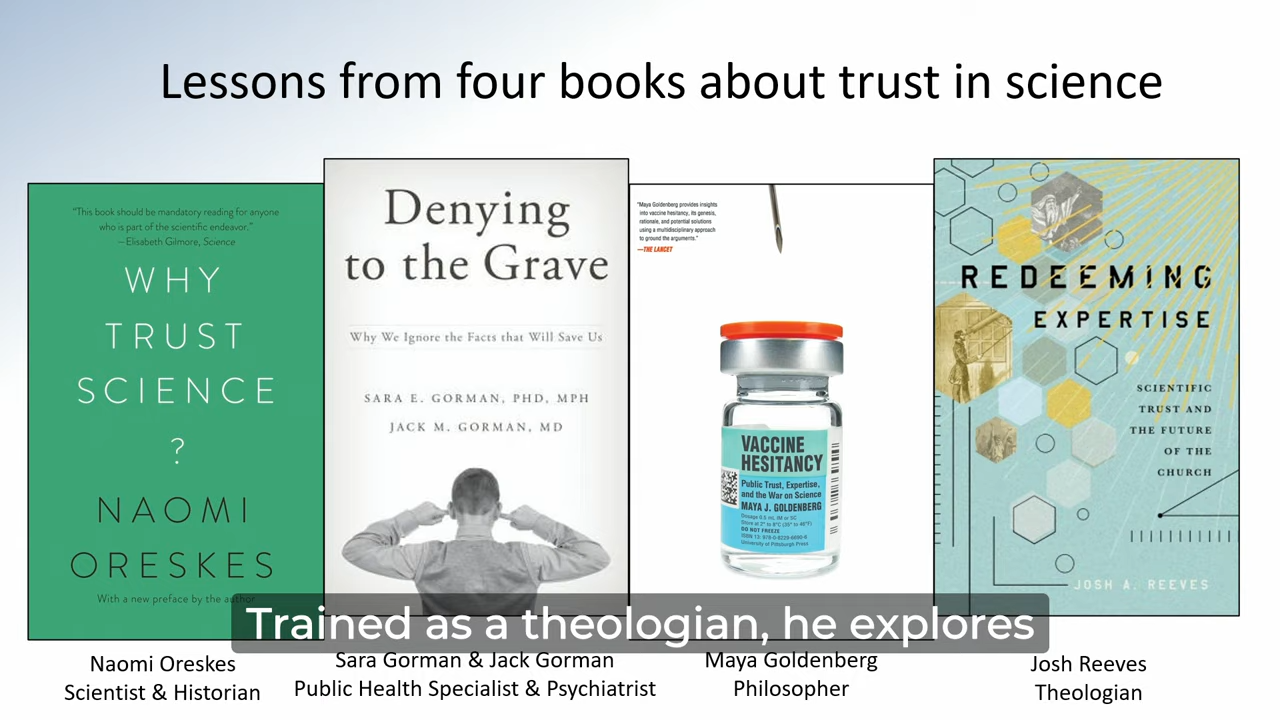 Lessons from four books about trust in science
"This book should be mandatory reading for anyone
who is part of the scientific endeavor."
—Elisabeth Gilmore, Science
WHY
TRUST
SCIENCE
?
NAOMI
ORESKES
With a new preface by the author
Denying
to the Grave
Why We Ignore the Facts that Will Save Us
SARA E. GORMAN, PHD, MPH
JACK M. GORMAN, MD
"Maya Goldenberg provides insights
into vaccine hesitancy, its genesis,
rationale, and potential solutions
using a multidisciplinary approach
to ground the arguments."
—THE LANCET
VACCINE
HESITANCY
Public Trust, Expertise,
and the War on Science
MAYA J. GOLDENBERG
DO NOT FREEZE
University of Pittsburgh Press
REDEEMING
EXPERTISE
SCIENTIFIC
TRUST AND
THE FUTURE
OF THE
CHURCH
JOSH A. REEVES
Trained as a theologian, he explores
Naomi Oreskes
Scientist & Historian
Sara Gorman & Jack Gorman
Public Health Specialist & Psychiatrist
Maya Goldenberg
Philosopher
Josh Reeves
Theologian